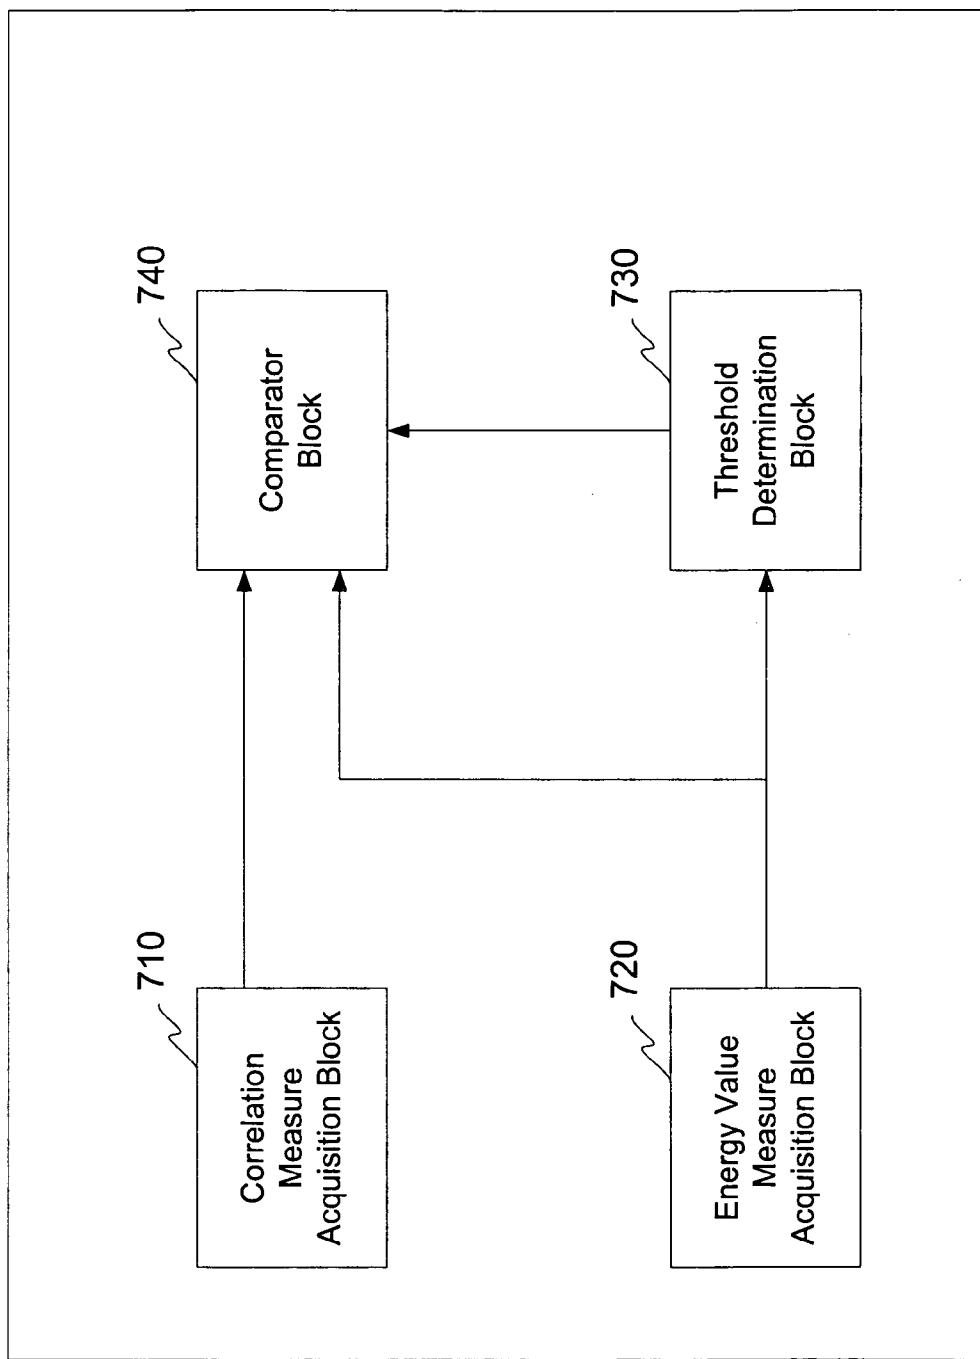 710
Correlation
Measure
Acquisition Block
740
Comparator
Block
720
Energy Value
Measure
Acquisition Block
730
Threshold
Determination
Block